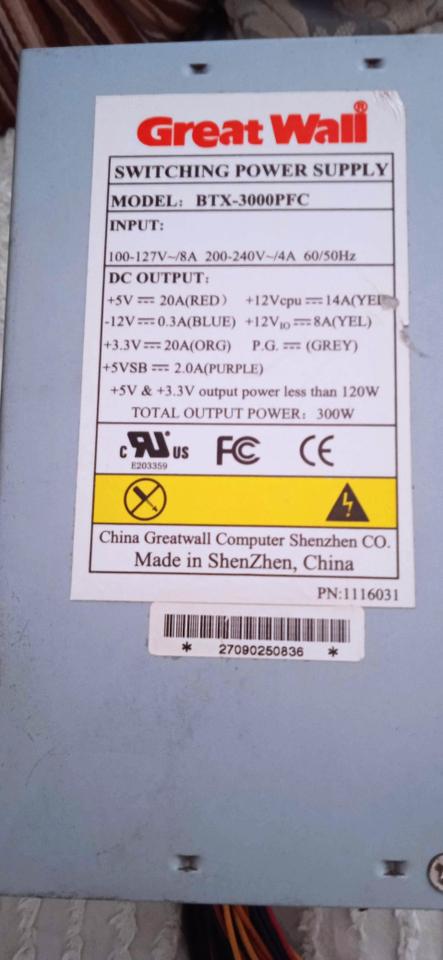 Great Wall®
SWITCHING POWER SUPPLY
MODEL: BTX-3000PFC
INPUT:
100-127V~/8A 200-240V~/4A 60/50Hz
DC OUTPUT:
+5V ⎓ 20A(RED) +12Vcpu ⎓ 14A(YEL
-12V ⎓ 0.3A(BLUE) +12V₁₀ ⎓ 8A(YEL)
+3.3V ⎓ 20A(ORG) P.G. ⎓ (GREY)
+5VSB ⎓ 2.0A(PURPLE)
+5V & +3.3V output power less than 120W
TOTAL OUTPUT POWER: 300W
c RU US FC CE
E203359
China Greatwall Computer Shenzhen CO.
Made in ShenZhen, China
PN:1116031
* 27090250836 *